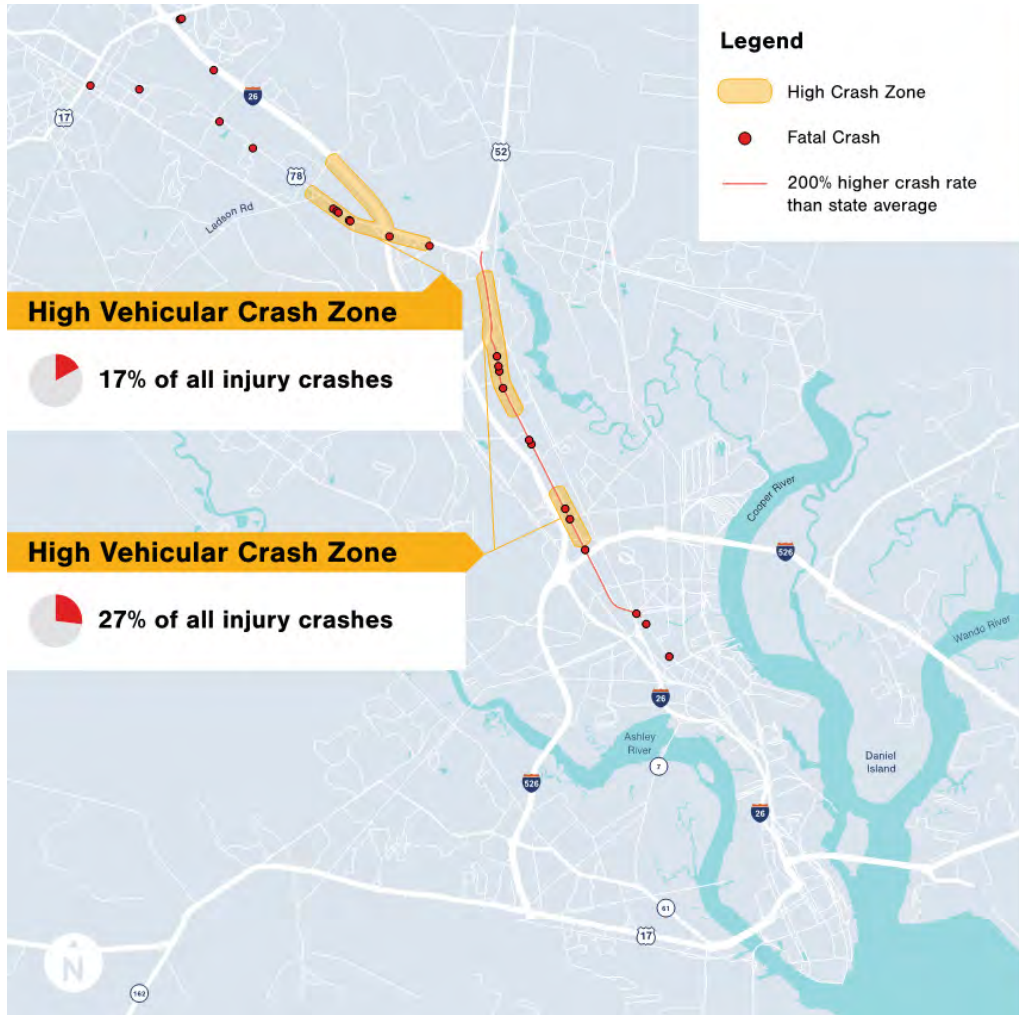 Legend
High Crash Zone
Fatal Crash
200% higher crash rate
than state average
26
17
52
78
Ladson Rd
High Vehicular Crash Zone
17% of all injury crashes
High Vehicular Crash Zone
27% of all injury crashes
Cooper River
526
Wando River
26
Ashley
River
7
Daniel
Island
526
26
61
17
N
162